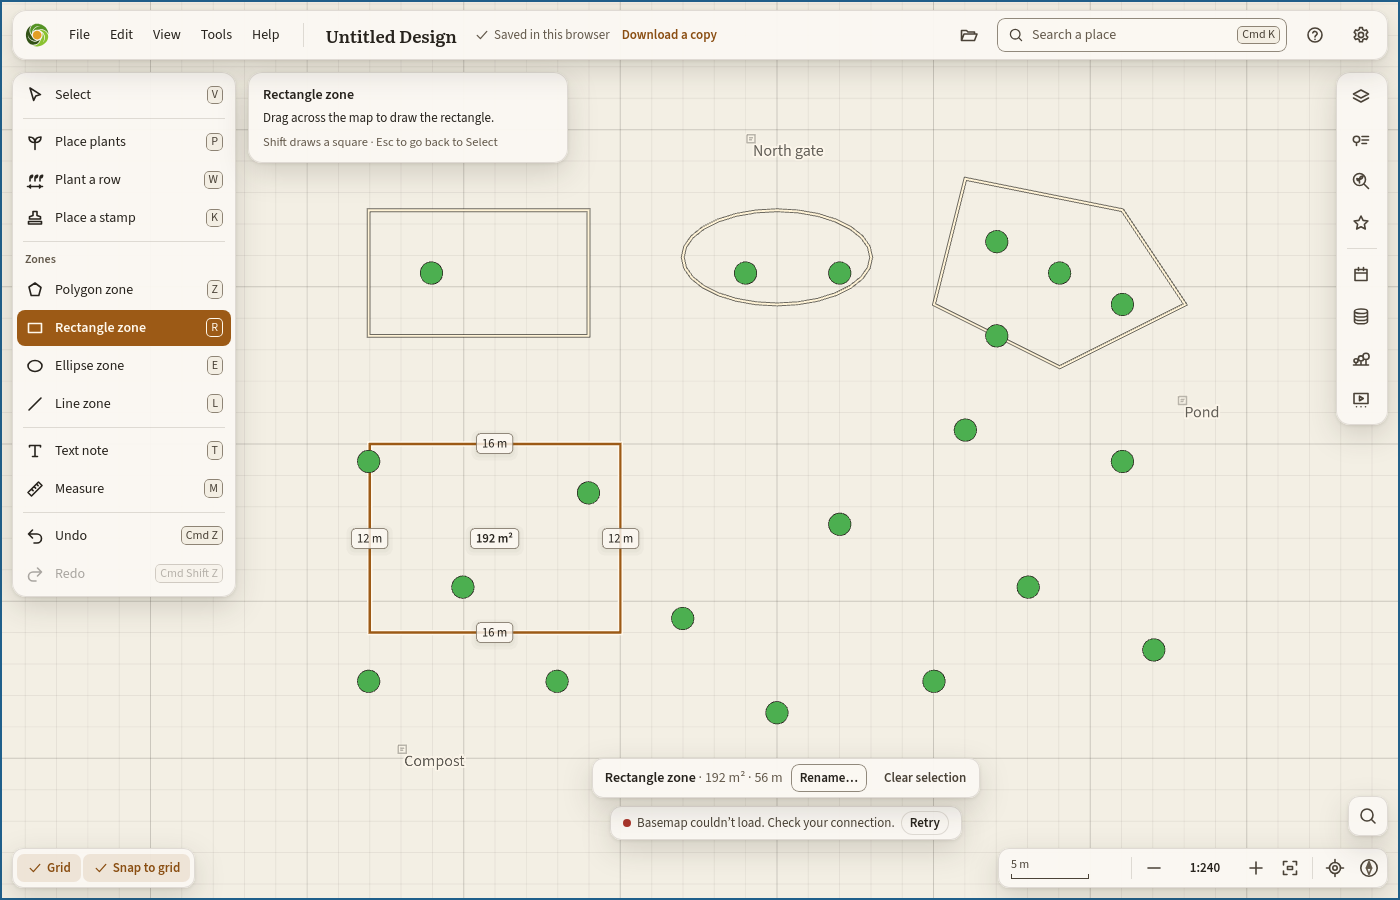 File Edit View Tools Help
Untitled Design
Saved in this browser Download a copy
Search a place Cmd K
Select V
Place plants P
Plant a row W
Place a stamp K
Zones
Polygon zone Z
Rectangle zone R
Ellipse zone E
Line zone L
Text note T
Measure M
Undo Cmd Z
Redo Cmd Shift Z
Rectangle zone
Drag across the map to draw the rectangle.
Shift draws a square · Esc to go back to Select
North gate
Pond
16 m
12 m 192 m² 12 m
16 m
Compost
Rectangle zone · 192 m² · 56 m Rename… Clear selection
Basemap couldn’t load. Check your connection. Retry
Grid Snap to grid
5 m 1:240